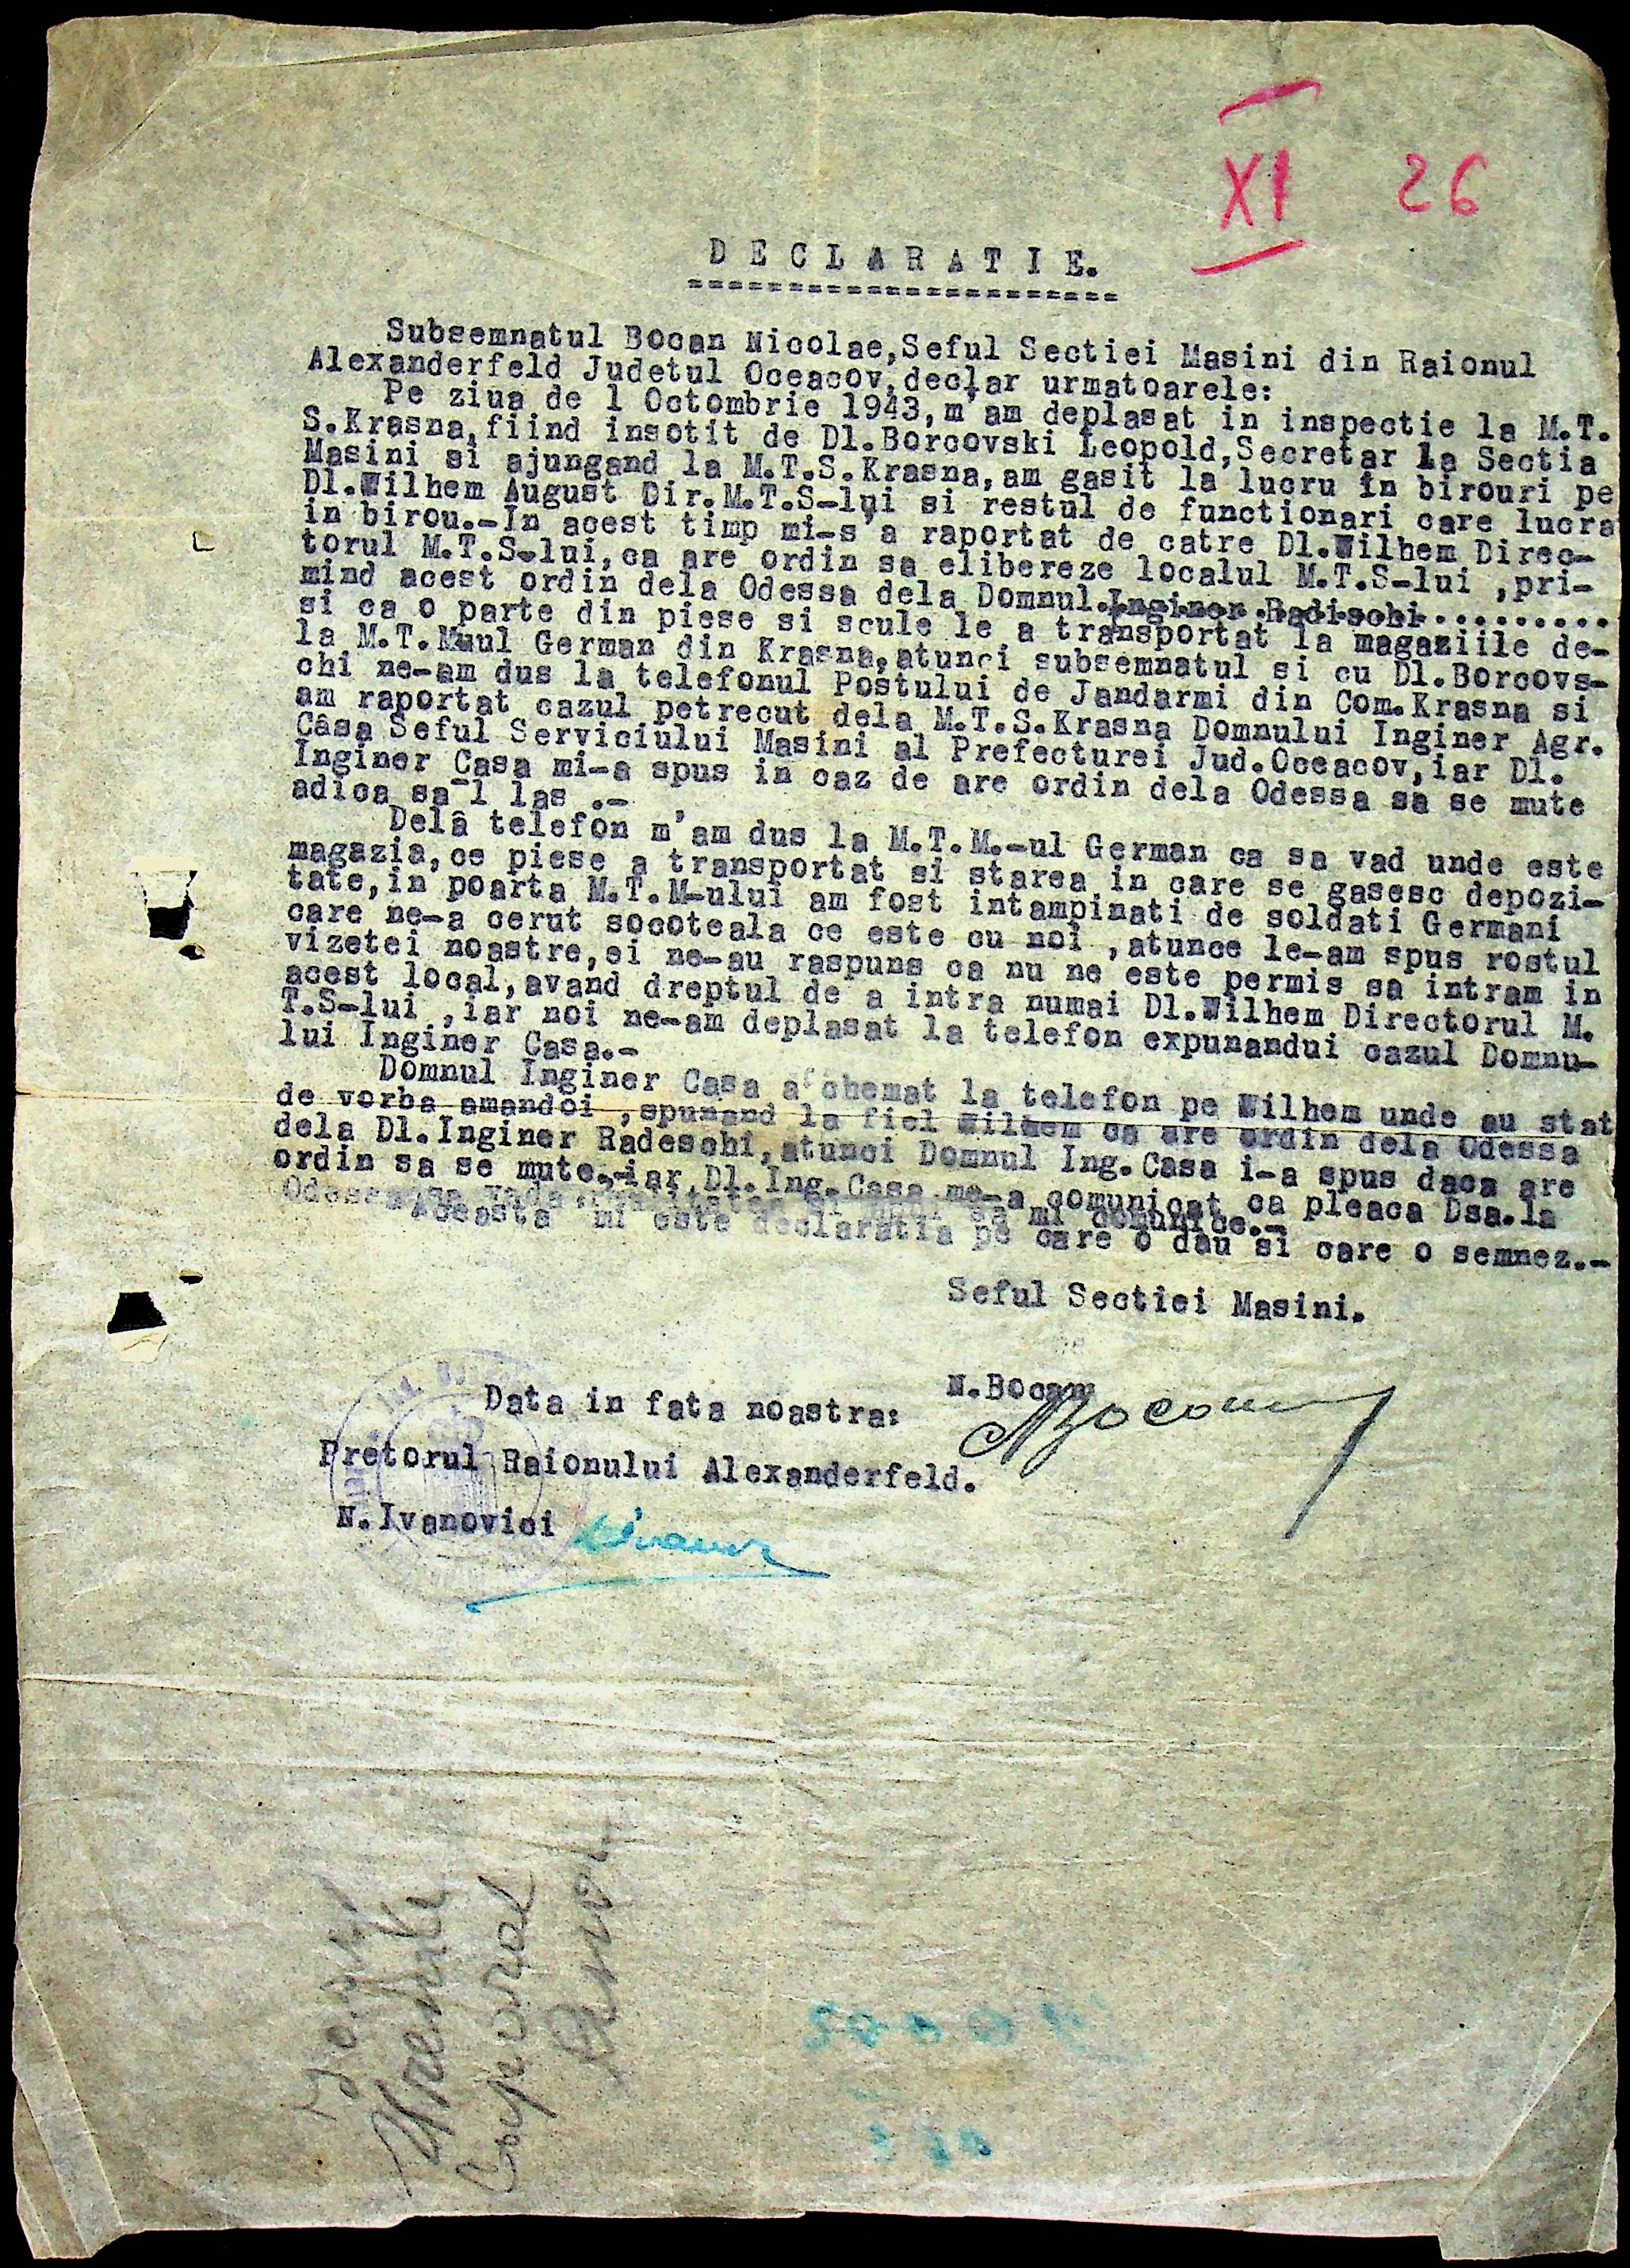 XI 26
D E C L A R A T I E.
======================
Subsemnatul Bocan Nicolae,Seful Sectiei Masini din Raionul
Alexanderfeld Judetul Oceacov,declar urmatoarele:
Pe ziua de 1 Octombrie 1943,m'am deplasat in inspectie la M.T.
S.Krasna,fiind insotit de Dl.Borcovski Leopold,Secretar la Sectia
Masini si ajungand la M.T.S.Krasna,am gasit la lucru in birouri pe
Dl.Wilhem August Dir.M.T.S-lui si restul de functionari care lucra
in birou.-In acest timp mi-s'a raportat de catre Dl.Wilhem Direc-
torul M.T.S-lui,ca are ordin sa elibereze localul M.T.S-lui ,pri-
mind acest ordin dela Odessa dela Domnul.Inginer Radischi.........
si ca o parte din piese si scule le a transportat la magaziile de-
la M.T.Muul German din Krasna,atunci subsemnatul si cu Dl.Borcovs-
chi ne-am dus la telefonul Postului de Jandarmi din Com.Krasna si
am raportat cazul petrecut dela M.T.S.Krasna Domnului Inginer Agr.
Casa Seful Serviciului Masini al Prefecturei Jud.Oceacov,iar Dl.
Inginer Casa mi-a spus in caz de are ordin dela Odessa sa se mute
adica sa-l las .-
Dela telefon m'am dus la M.T.M.-ul German ca sa vad unde este
magazia,ce piese a transportat si starea in care se gasesc depozi-
tate,in poarta M.T.M-ului am fost intampinati de soldati Germani
care ne-a cerut socoteala ce este cu noi ,atunce le-am spus rostul
vizetei noastre,ei ne-au raspuns ca nu ne este permis sa intram in
acest local,avand dreptul de a intra numai Dl.Wilhem Directorul M.
T.S-lui ,iar noi ne-am deplasat la telefon expunandui cazul Domnu-
lui Inginer Casa.-
Domnul Inginer Casa a chemat la telefon pe Wilhem unde au stat
de vorba amandoi ,spunand la fiel Wilhem ca are ordin dela Odessa
dela Dl.Inginer Radeschi,atunci Domnul Ing.Casa i-a spus daca are
ordin sa se mute.-iar Dl.Ing.Casa me-a comunicat ca pleaca Dsa.la
Odessa sa vada realitatea si mi comunice.-
Aceasta mi este declaratia pe care o dau si care o semnez.-
Seful Sectiei Masini.
N.Bocan
Data in fata noastra:
Pretorul Raionului Alexanderfeld.
N.Ivanovici